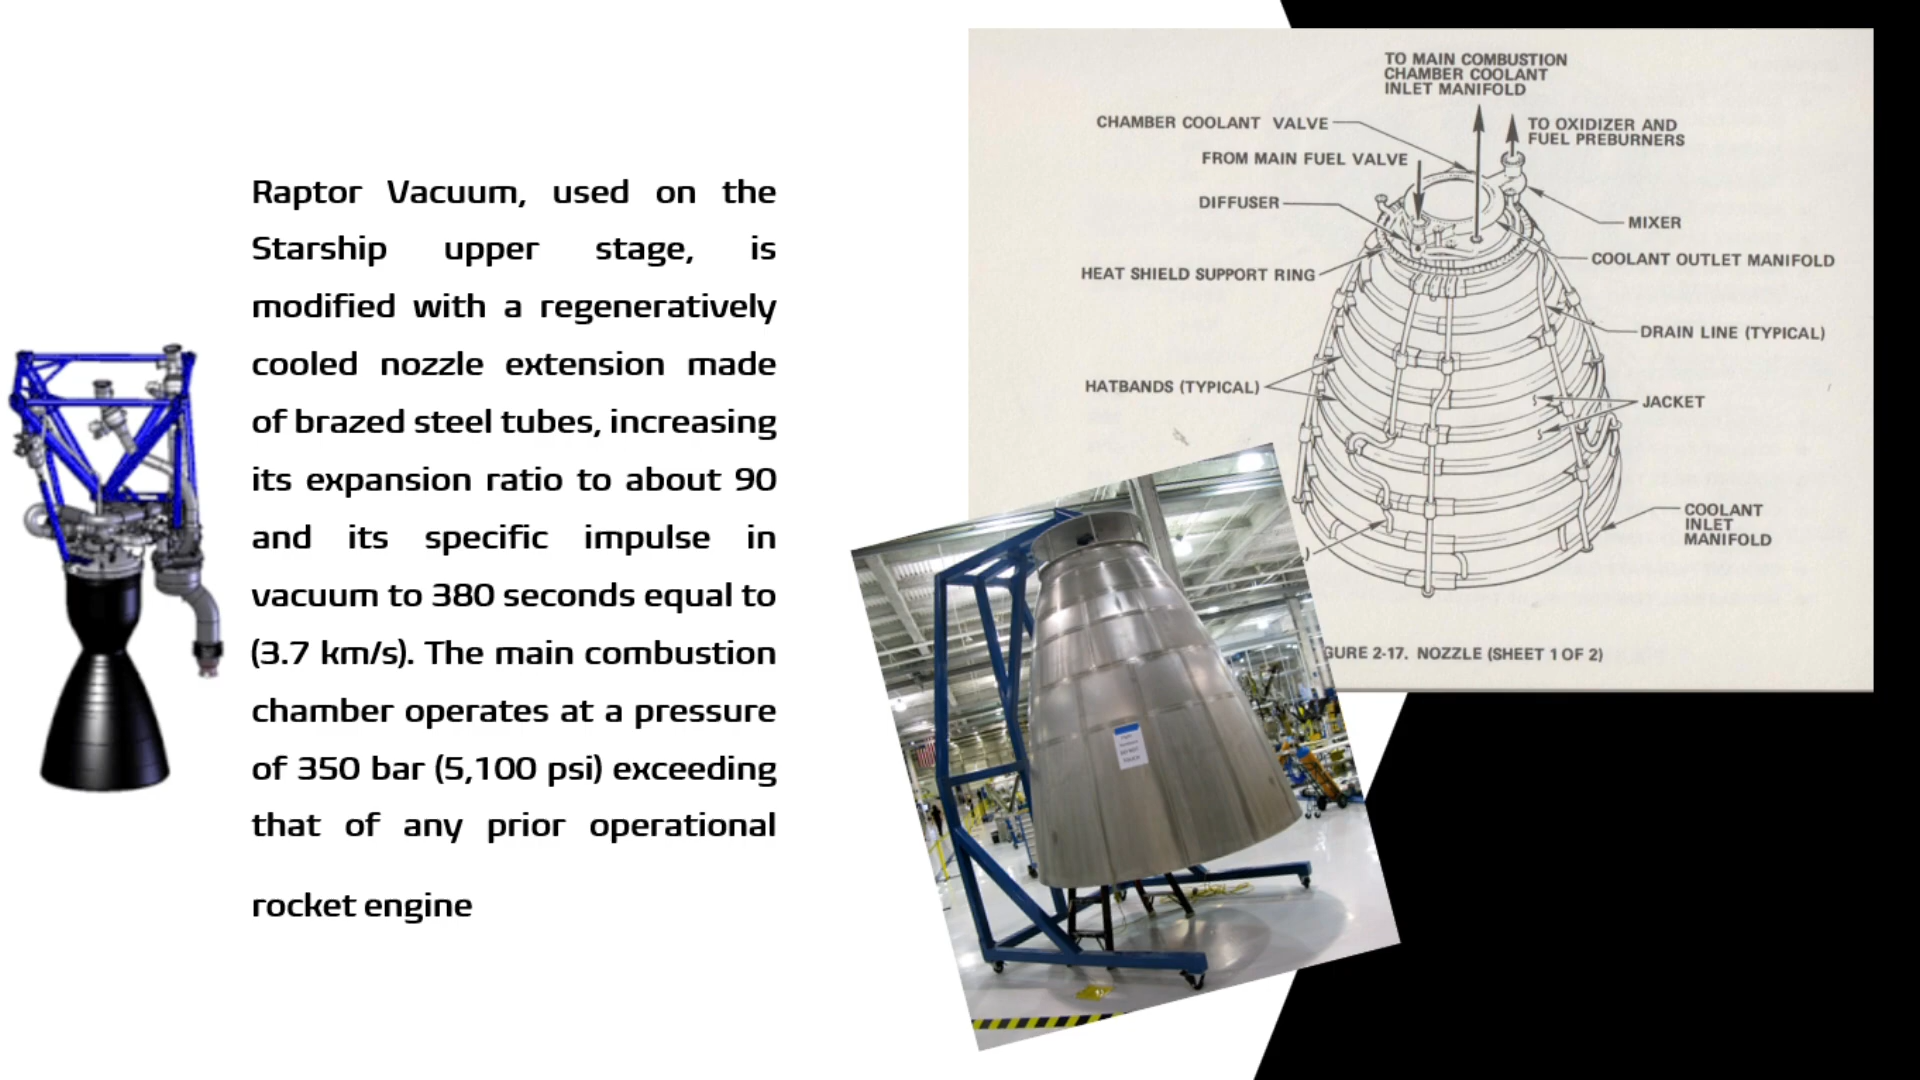 Raptor Vacuum, used on the
Starship upper stage, is
modified with a regeneratively
cooled nozzle extension made
of brazed steel tubes, increasing
its expansion ratio to about 90
and its specific impulse in
vacuum to 380 seconds equal to
(3.7 km/s). The main combustion
chamber operates at a pressure
of 350 bar (5,100 psi) exceeding
that of any prior operational
rocket engine
TO MAIN COMBUSTION
CHAMBER COOLANT
INLET MANIFOLD
CHAMBER COOLANT VALVE
TO OXIDIZER AND
FUEL PREBURNERS
FROM MAIN FUEL VALVE
DIFFUSER
MIXER
COOLANT OUTLET MANIFOLD
HEAT SHIELD SUPPORT RING
DRAIN LINE (TYPICAL)
HATBANDS (TYPICAL)
JACKET
COOLANT
INLET
MANIFOLD
)
GURE 2-17. NOZZLE (SHEET 1 OF 2)